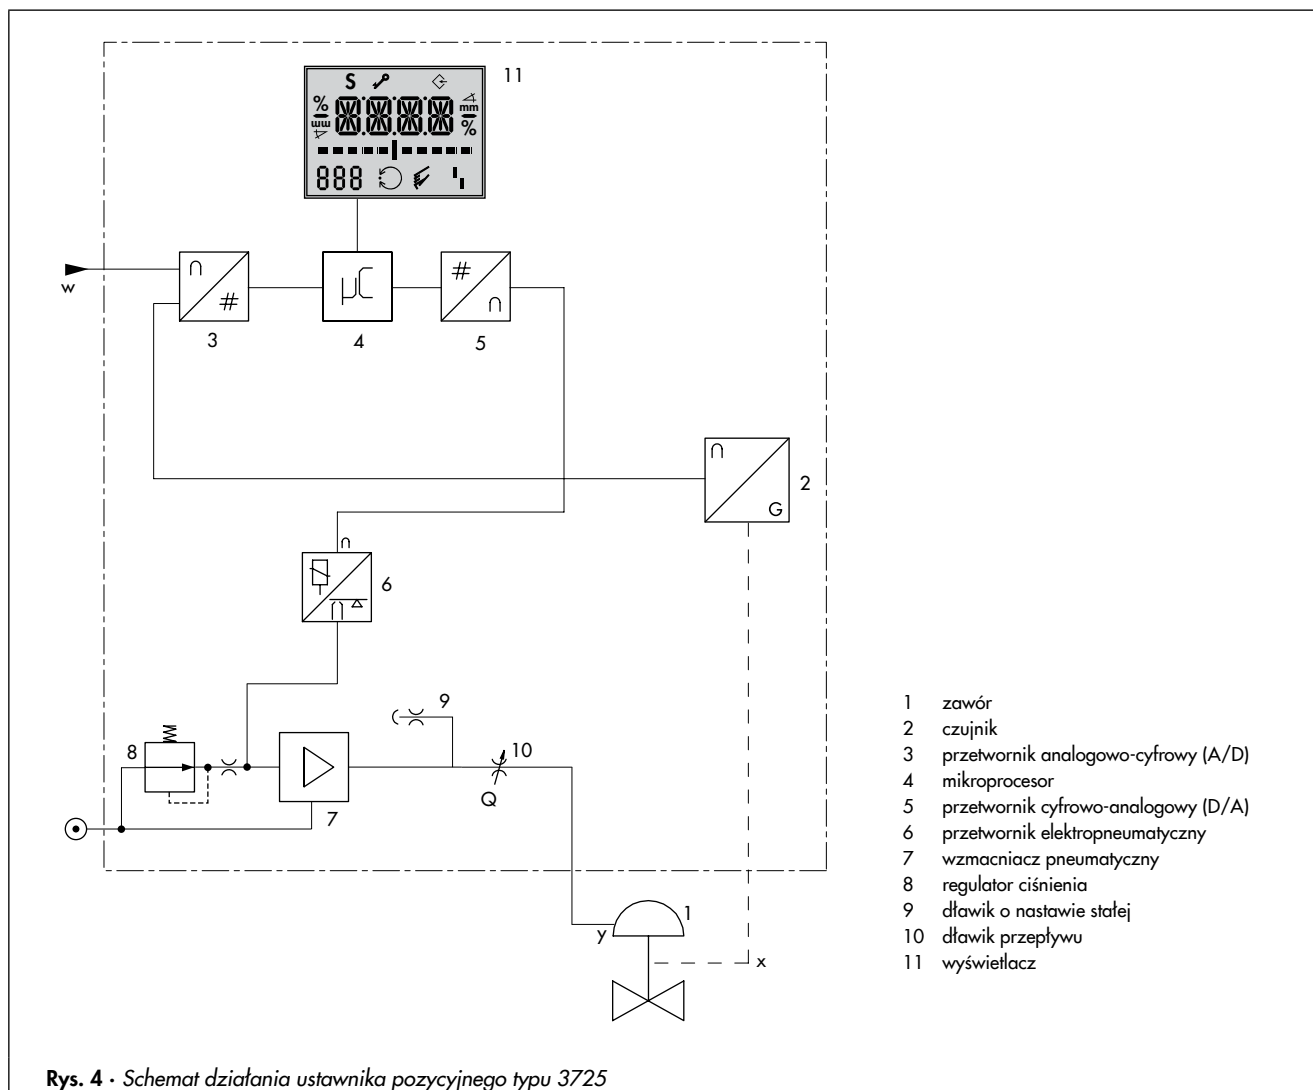 11
S
% mm
mm %
888
w
∩ #
µC
# ∩
3
4
5
∩
G
2
∩
6
9
8
10
Q
7
1
y
x
1 zawór
2 czujnik
3 przetwornik analogowo-cyfrowy (A/D)
4 mikroprocesor
5 przetwornik cyfrowo-analogowy (D/A)
6 przetwornik elektropneumatyczny
7 wzmacniacz pneumatyczny
8 regulator ciśnienia
9 dławik o nastawie stałej
10 dławik przepływu
11 wyświetlacz
Rys. 4 · Schemat działania ustawnika pozycyjnego typu 3725